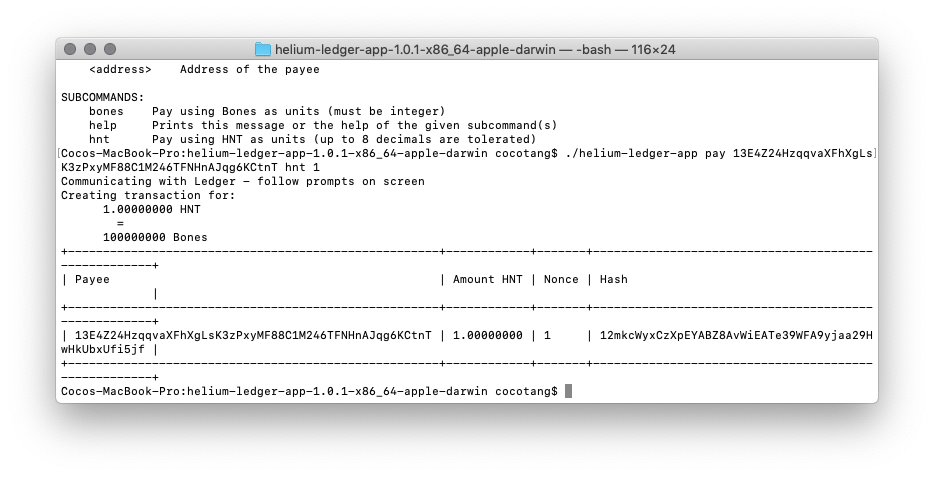 helium-ledger-app-1.0.1-x86_64-apple-darwin — -bash — 116×24
<address>    Address of the payee
SUBCOMMANDS:
bones    Pay using Bones as units (must be integer)
help     Prints this message or the help of the given subcommand(s)
hnt      Pay using HNT as units (up to 8 decimals are tolerated)
[Cocos-MacBook-Pro:helium-ledger-app-1.0.1-x86_64-apple-darwin cocotang$ ./helium-ledger-app pay 13E4Z24HzqqvaXFhXgLs]
K3zPxyMF88C1M246TFNHnAJqg6KCtnT hnt 1
Communicating with Ledger - follow prompts on screen
Creating transaction for:
1.00000000 HNT
=
100000000 Bones
+-----------------------------------------------------+------------+-------+----------------------------------------
-------------+
| Payee                                               | Amount HNT | Nonce | Hash
|
+-----------------------------------------------------+------------+-------+----------------------------------------
-------------+
| 13E4Z24HzqqvaXFhXgLsK3zPxyMF88C1M246TFNHnAJqg6KCtnT | 1.00000000 | 1     | 12mkcWyxCzXpEYABZ8AvWiEATe39WFA9yjaa29H
wHkUbxUfi5jf |
+-----------------------------------------------------+------------+-------+----------------------------------------
-------------+
Cocos-MacBook-Pro:helium-ledger-app-1.0.1-x86_64-apple-darwin cocotang$